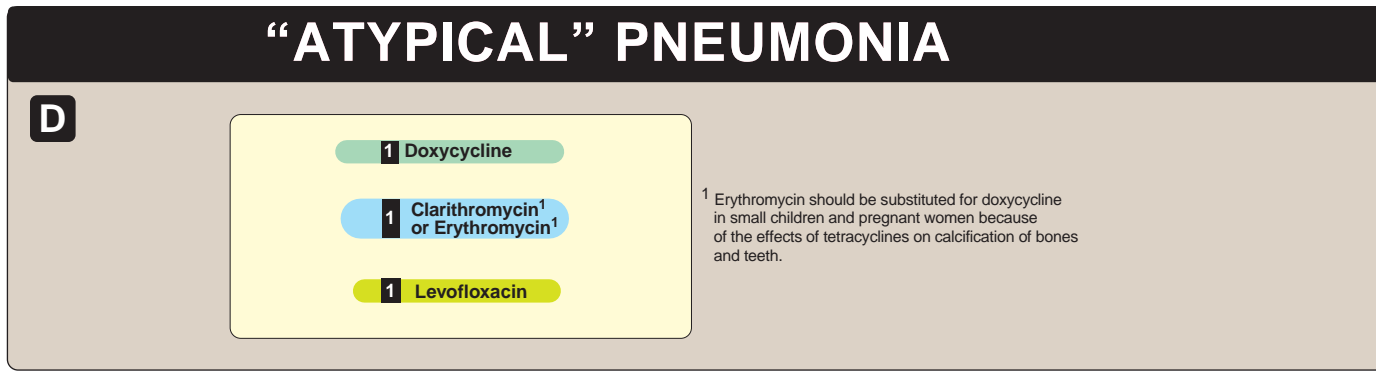 “ATYPICAL” PNEUMONIA
D
1 Doxycycline
1 Clarithromycin1
or Erythromycin1
1 Levofloxacin
1 Erythromycin should be substituted for doxycycline
in small children and pregnant women because
of the effects of tetracyclines on calcification of bones
and teeth.